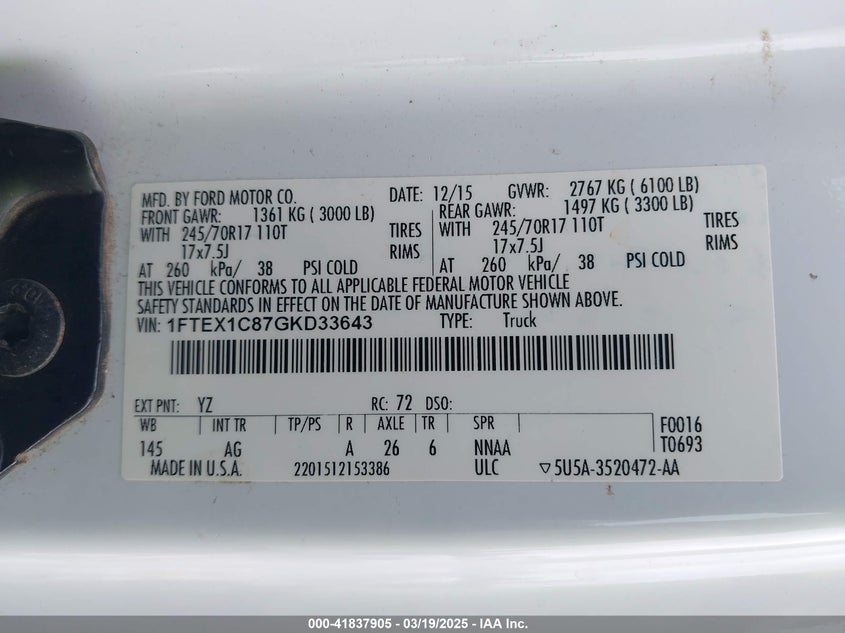 MFD. BY FORD MOTOR CO. DATE: 12/15 GVWR: 2767 KG ( 6100 LB)
FRONT GAWR: 1361 KG ( 3000 LB) REAR GAWR: 1497 KG ( 3300 LB)
WITH 245/70R17 110T TIRES WITH 245/70R17 110T TIRES
17x7.5J RIMS 17x7.5J RIMS
AT 260 kPa/ 38 PSI COLD AT 260 kPa/ 38 PSI COLD
THIS VEHICLE CONFORMS TO ALL APPLICABLE FEDERAL MOTOR VEHICLE
SAFETY STANDARDS IN EFFECT ON THE DATE OF MANUFACTURE SHOWN ABOVE.
VIN: 1FTEX1C87GKD33643 TYPE: Truck
EXT PNT: YZ RC: 72 DSO:
WB INT TR TP/PS R AXLE TR SPR F0016
145 AG A 26 6 NNAA T0693
MADE IN U.S.A. 2201512153386 ULC ▽5U5A-3520472-AA
000-41837905 - 03/19/2025 - IAA Inc.